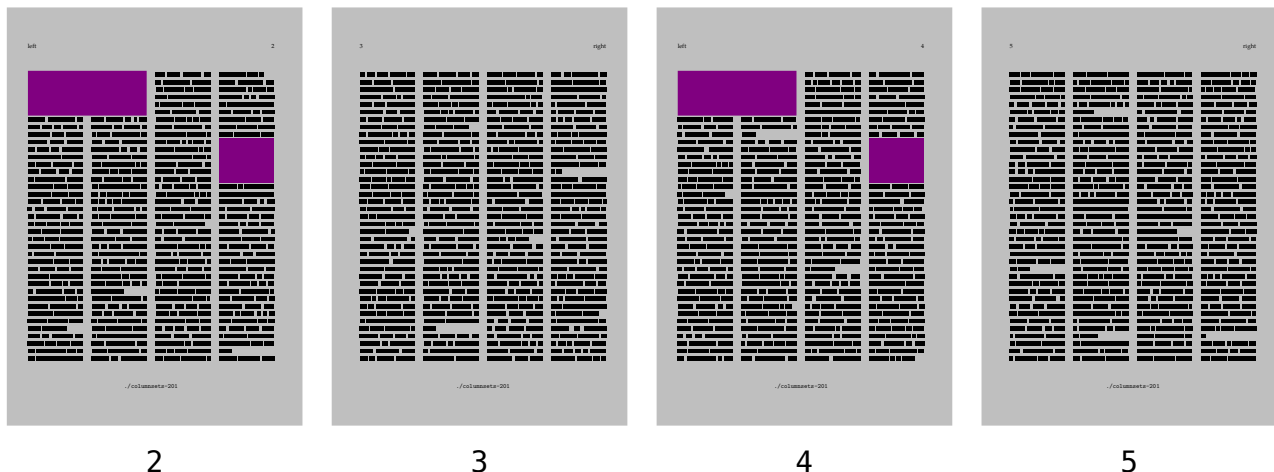 left 2
./columnsets-201
2
3 right
./columnsets-201
3
left 4
./columnsets-201
4
5 right
./columnsets-201
5